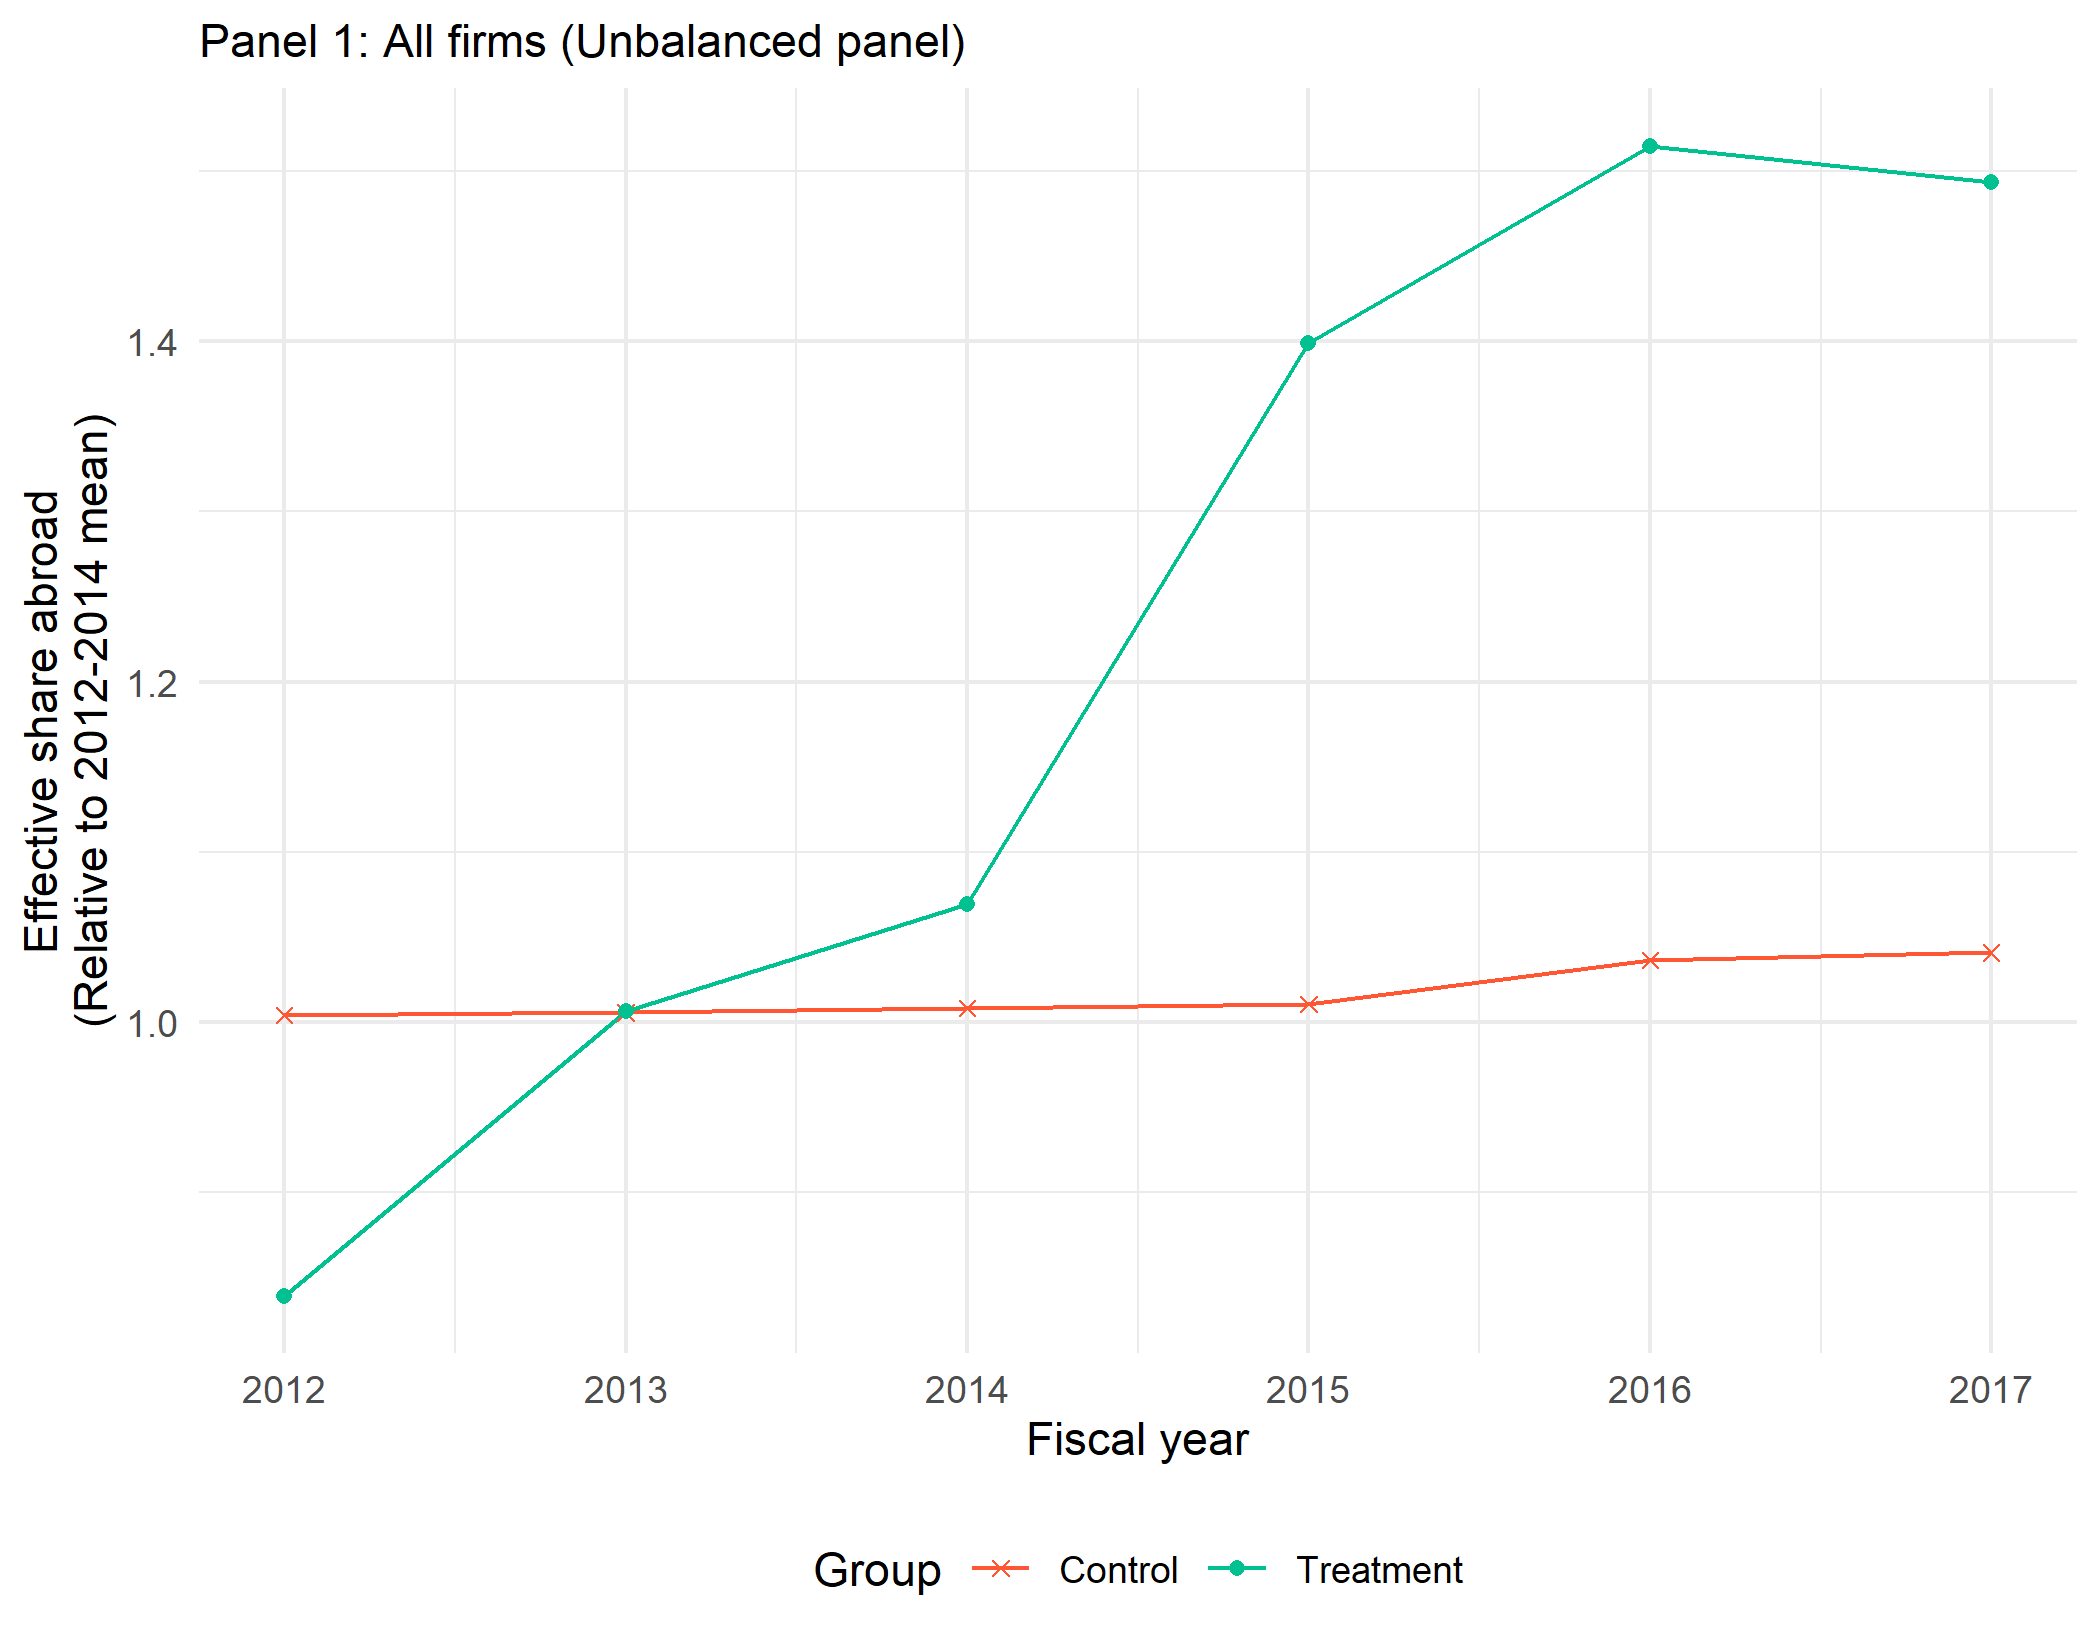 Panel 1: All firms (Unbalanced panel)
Effective share abroad
(Relative to 2012-2014 mean)
1.4
1.2
1.0
2012 2013 2014 2015 2016 2017
Fiscal year
Group Control Treatment